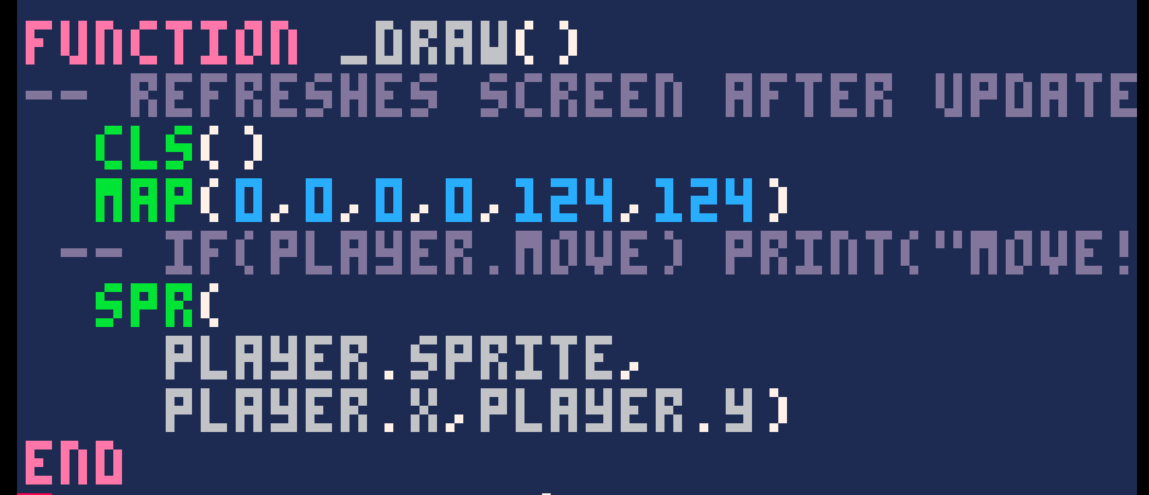 FUNCTION _DRAW()
-- REFRESHES SCREEN AFTER UPDATE
  CLS()
  MAP(0,0,0,0,124,124)
 -- IF(PLAYER.MOVE) PRINT("MOVE!
  SPR(
    PLAYER.SPRITE,
    PLAYER.X,PLAYER.Y)
END